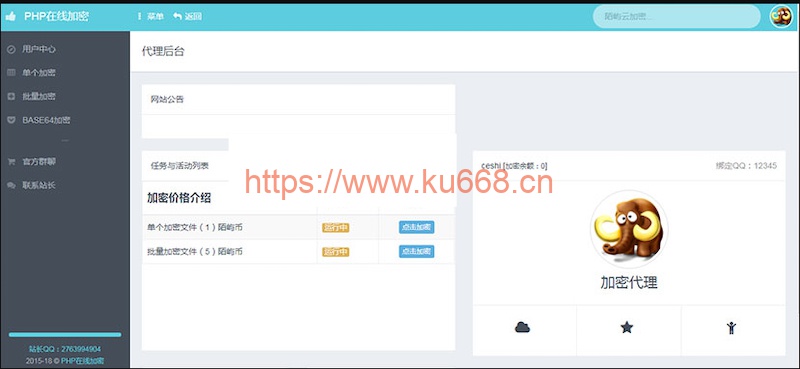 PHP在线加密
菜单 返回
陌屿云加密...
用户中心
单个加密
批量加密
BASE64加密
官方群聊
联系站长
站长QQ：2763994904
2015-18 © PHP在线加密
代理后台
网站公告
任务与活动列表
加密价格介绍
单个加密文件（1）陌屿币 运行中 点击加密
批量加密文件（5）陌屿币 运行中 点击加密
https://www.ku668.cn
ceshi [加密余额：0] 绑定QQ：12345
加密代理